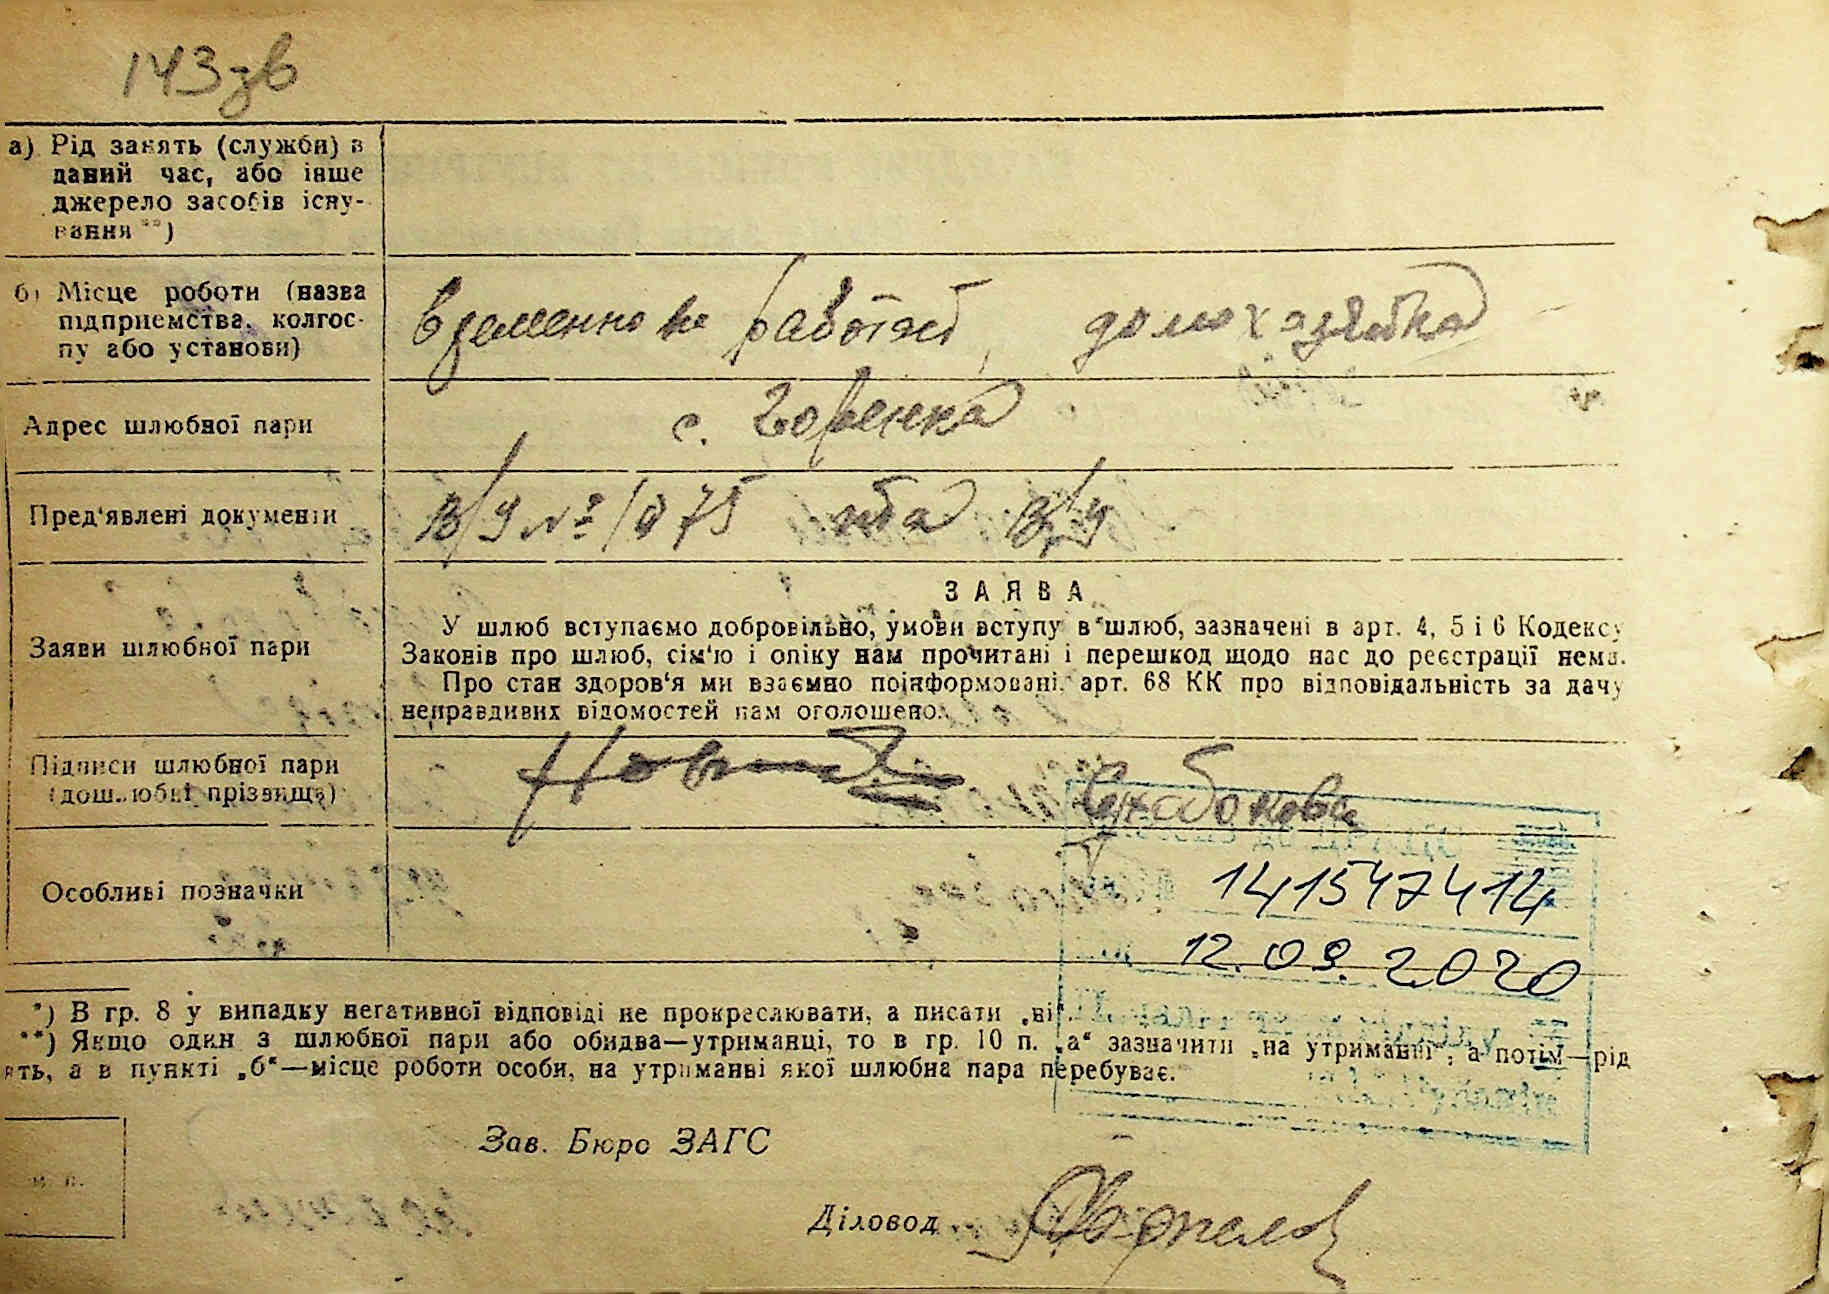 143зв
а) Рід занять (служби) в
даний час, або інше
джерело засобів існу-
вання **)
б) Місце роботи (назва
підприємства, колгос-
пу або установи)
временно не работает, домохазяйка
Адрес шлюбної пари
с. Горенка
Пред‘явлені документи
В/У №
В/У
Заяви шлюбної пари
ЗАЯВА
У шлюб вступаємо добровільно, умови вступу в шлюб, зазначені в арт. 4, 5 і 6 Кодексу
Законів про шлюб, сім‘ю і опіку нам прочитані і перешкод щодо нас до реєстрації нема.
Про стан здоров‘я ми взаємно поінформовані, арт. 68 КК про відповідальність за дачу
неправдивих відомостей нам оголошено.
Підписи шлюбної пари
(дошлюбні прізвища)
Особливі позначки
141547414
12.09.2020
*) В гр. 8 у випадку негативної відповіді не прокреслювати, а писати „ні“.
**) Якщо один з шлюбної пари або обидва—утриманці, то в гр. 10 п. „а“ зазначити „на утриманні“, а потім—рід
ять, а в пункті „б“—місце роботи особи, на утриманні якої шлюбна пара перебуває.
м. п.
Зав. Бюро ЗАГС
Діловод